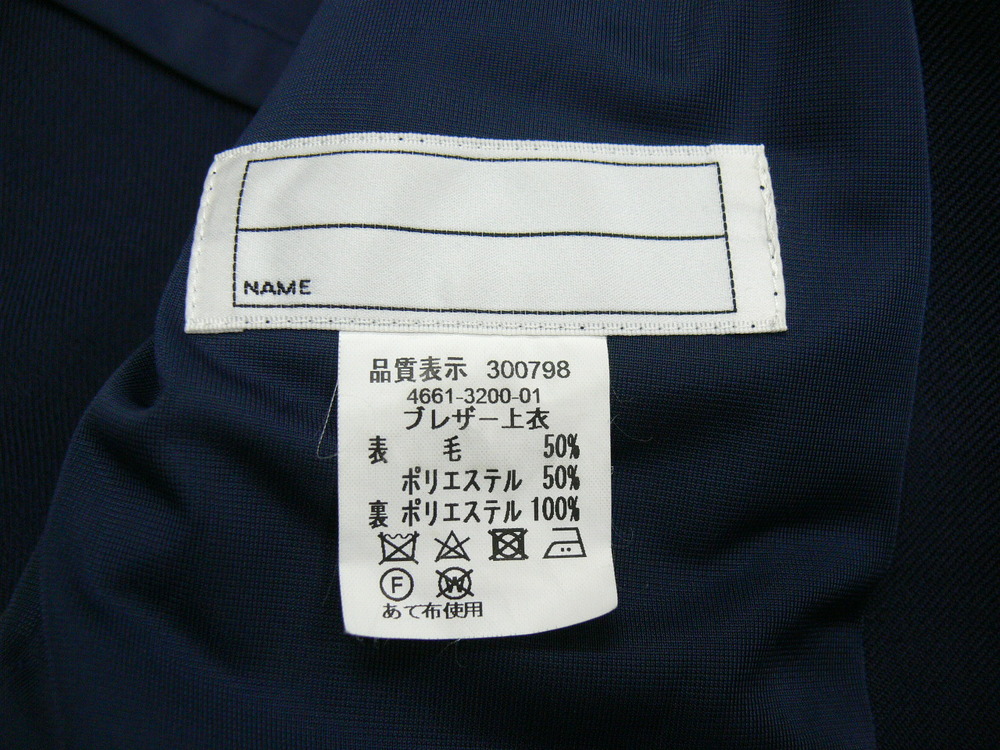 NAME
品質表示 300798
4661-3200-01
ブレザー上衣
表 毛 50%
ポリエステル 50%
裏 ポリエステル 100%
F W
あて布使用